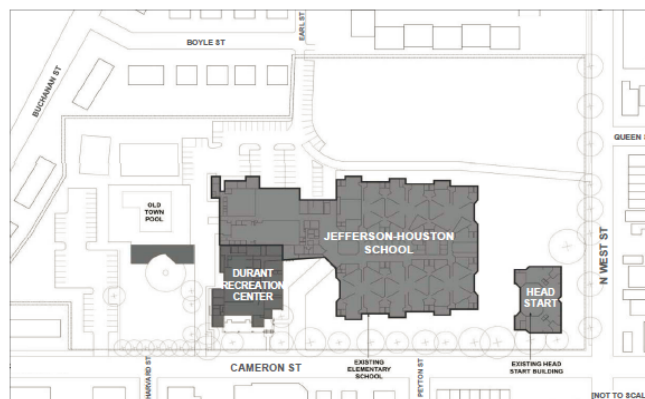 EARL ST
BOYLE ST
BUCHANAN ST
QUEEN
OLD
TOWN
POOL
JEFFERSON-HOUSTON
SCHOOL
N WEST ST
DURANT
RECREATION
CENTER
HEAD
START
HARVARD ST
CAMERON ST
EXISTING
ELEMENTARY
SCHOOL
PEYTON ST
EXISTING HEAD
START BUILDING
[NOT TO SCAL